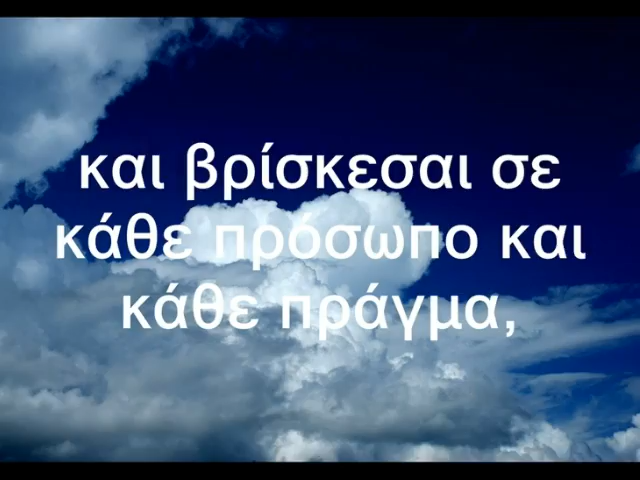 και βρίσκεσαι σε
κάθε πρόσωπο και
κάθε πράγμα,